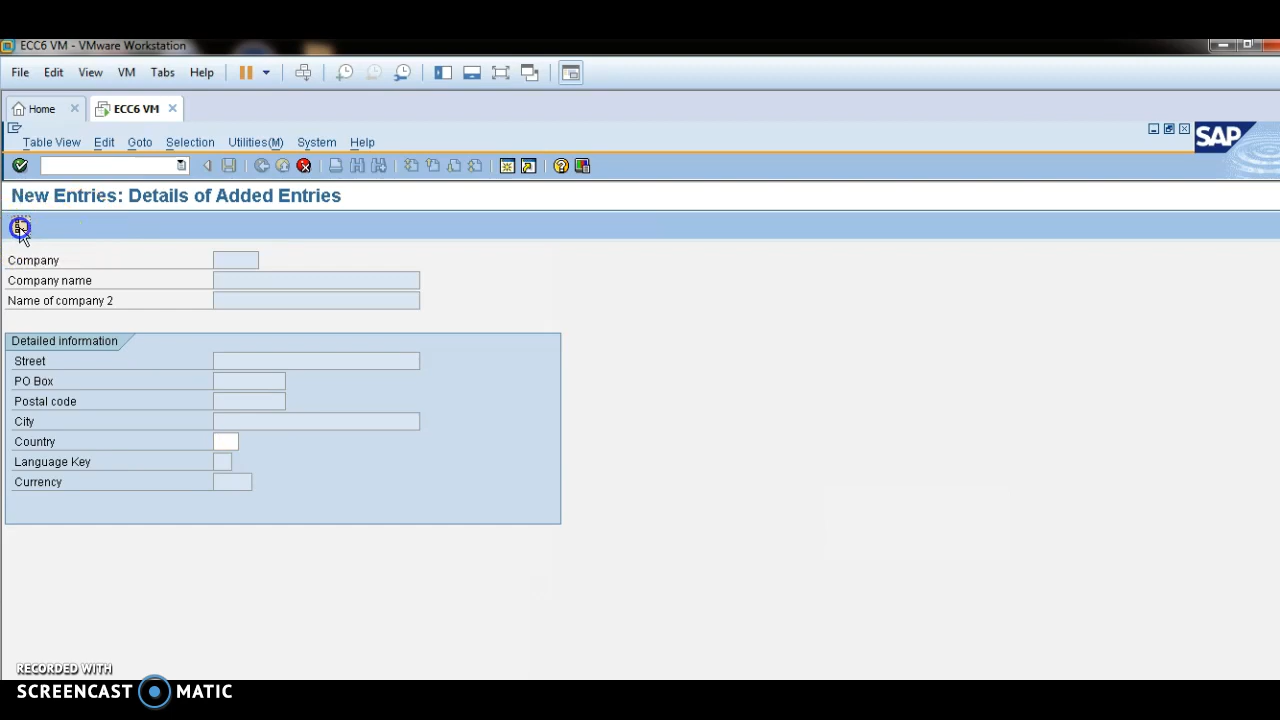 ECC6 VM - VMware Workstation
File Edit View VM Tabs Help
Home ECC6 VM
Table View Edit Goto Selection Utilities(M) System Help
SAP
New Entries: Details of Added Entries
Company
Company name
Name of company 2
Detailed information
Street
PO Box
Postal code
City
Country
Language Key
Currency
RECORDED WITH
SCREENCAST MATIC